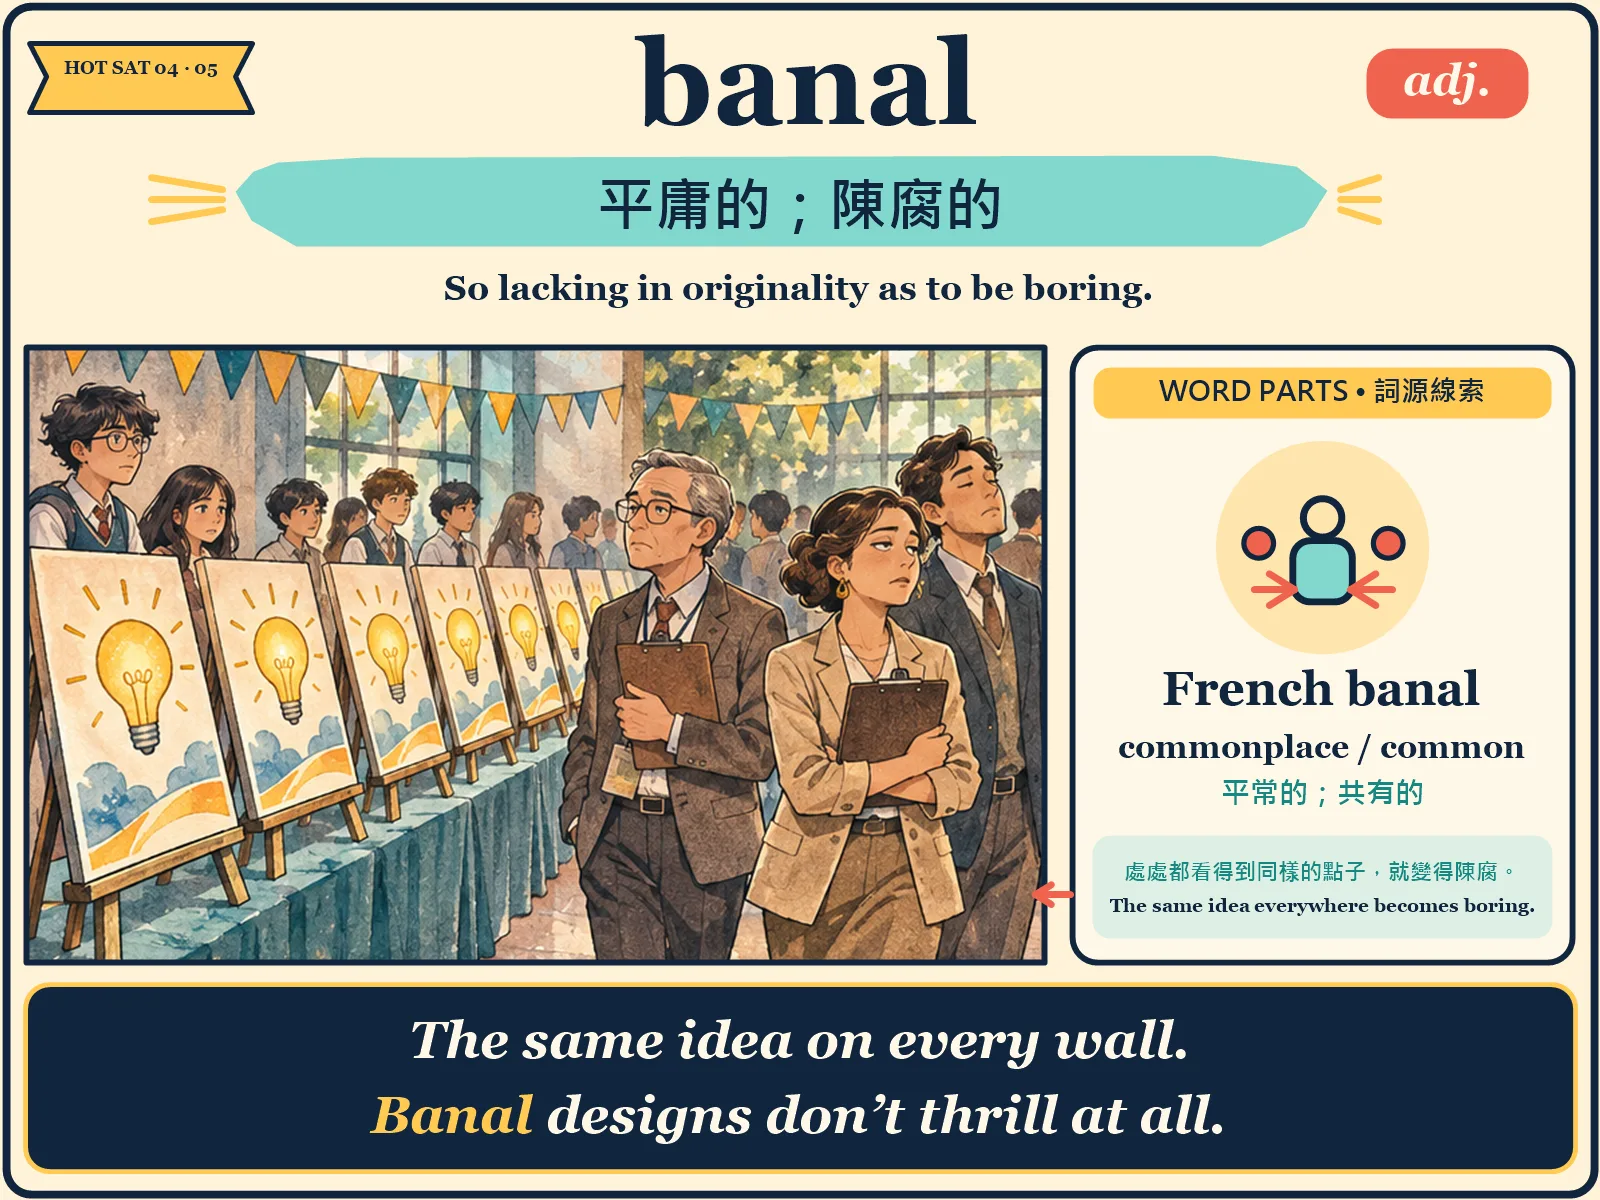 HOT SAT 04 · 05
banal
adj.
平庸的；陳腐的
So lacking in originality as to be boring.
WORD PARTS • 詞源線索
French banal
commonplace / common
平常的；共有的
處處都看得到同樣的點子，就變得陳腐。
The same idea everywhere becomes boring.
The same idea on every wall.
Banal designs don’t thrill at all.